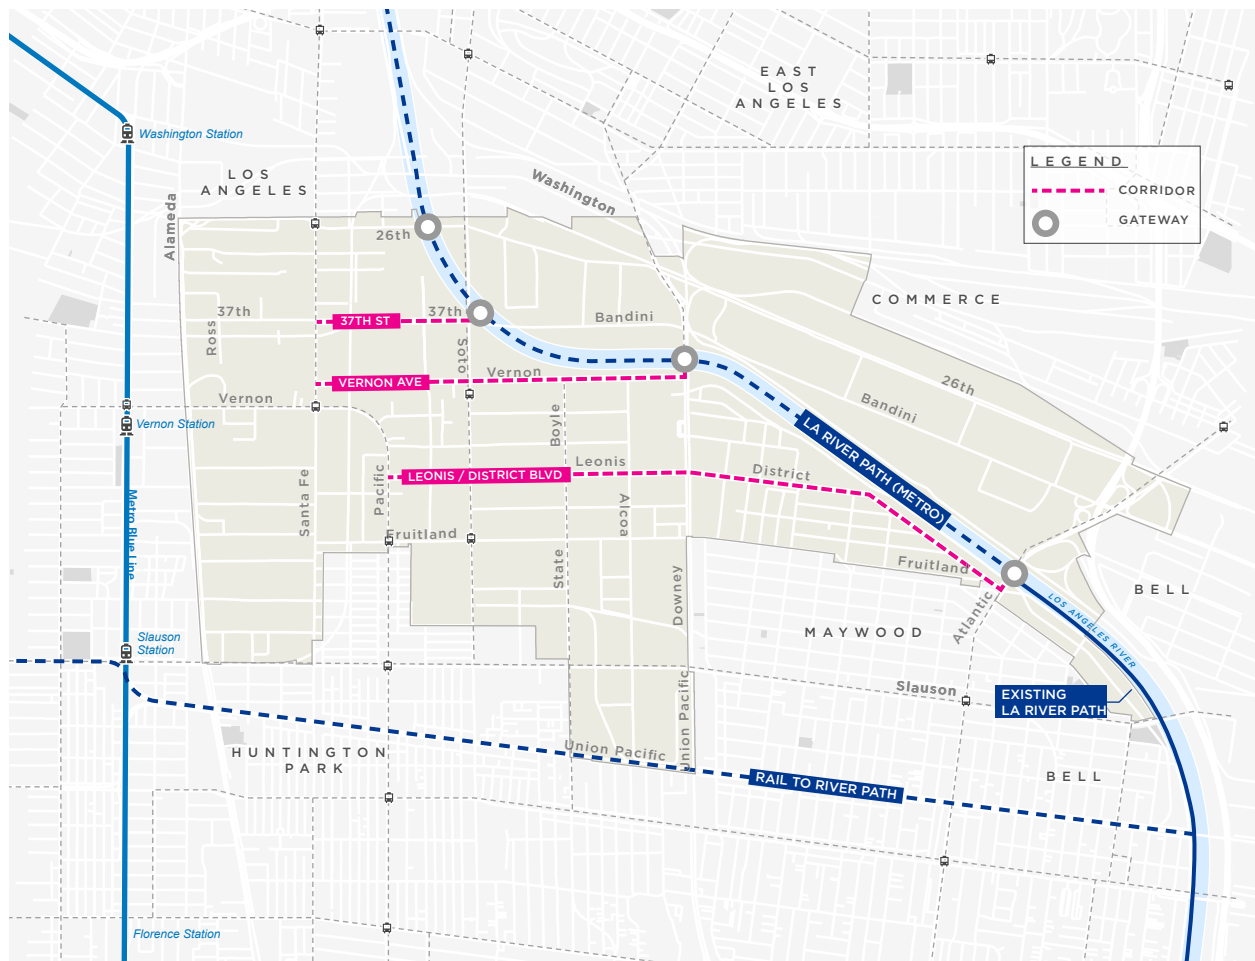 EAST
LOS
ANGELES
Washington Station
LEGEND
CORRIDOR
GATEWAY
LOS
ANGELES
Washington
Alameda
26th
COMMERCE
37th
37TH ST
37th
Bandini
Ross
Soto
Vernon
VERNON AVE
26th
Bandini
Vernon
Boyle
Vernon Station
LA RIVER PATH (METRO)
Leonis
LEONIS / DISTRICT BLVD
District
Santa Fe
Pacific
Alcoa
Metro Blue Line
Fruitland
State
Fruitland
Downey
BELL
Atlantic
LOS ANGELES RIVER
MAYWOOD
Slauson
Station
Slauson
EXISTING
LA RIVER PATH
Union Pacific
Union Pacific
HUNTINGTON
PARK
RAIL TO RIVER PATH
BELL
Florence Station